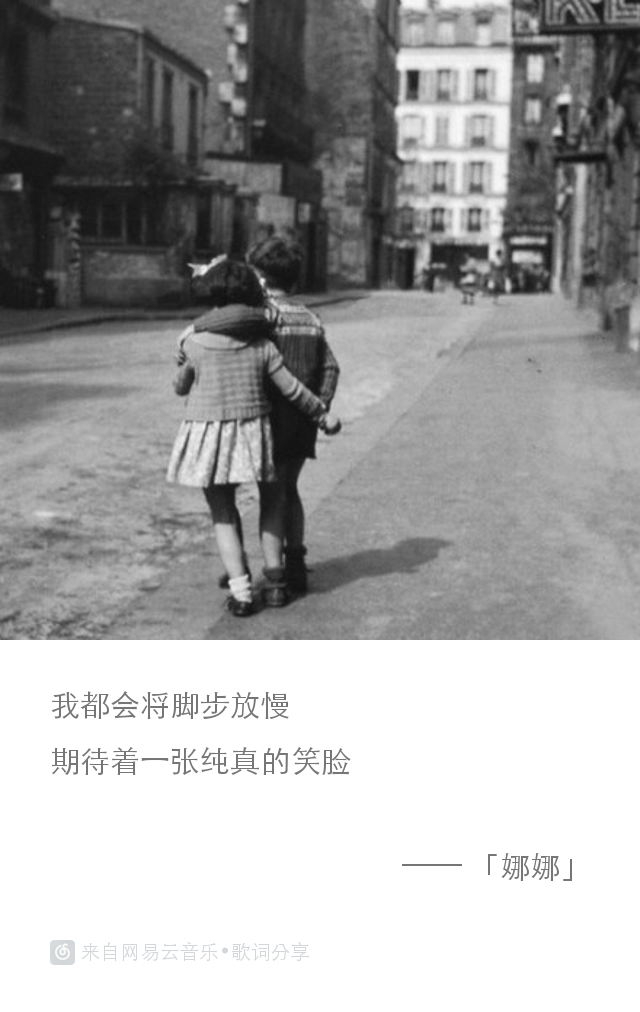 我都会将脚步放慢
期待着一张纯真的笑脸
——「娜娜」
来自网易云音乐•歌词分享